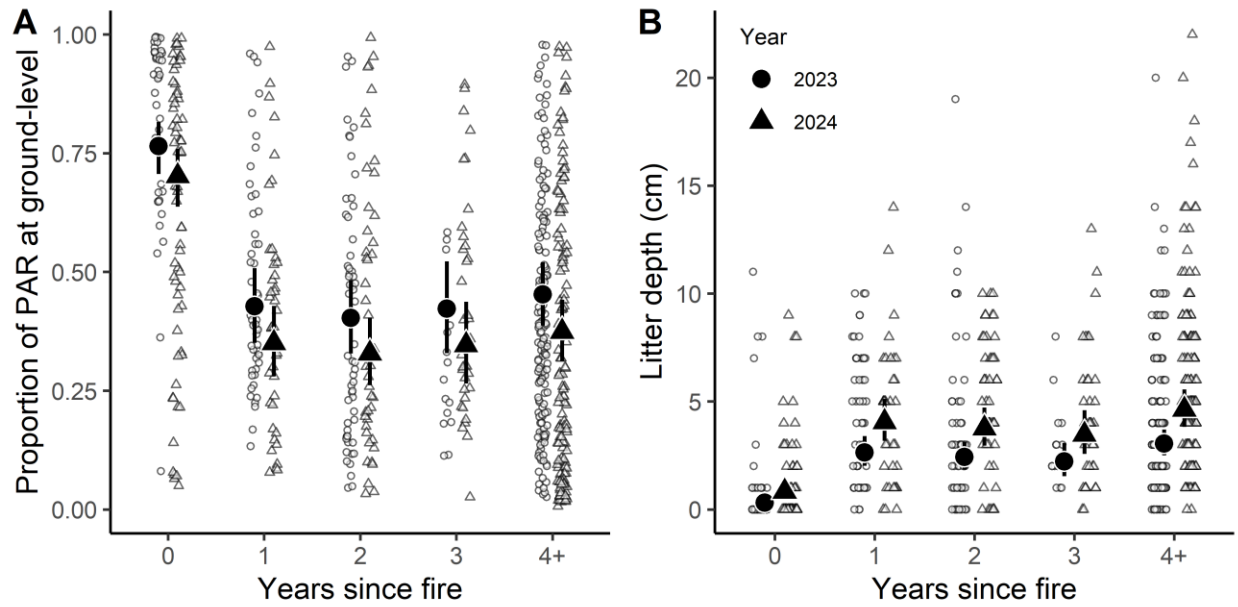 A
Proportion of PAR at ground-level
1.00
0.75
0.50
0.25
0.00
0 1 2 3 4+
Years since fire
B
Year
2023
2024
Litter depth (cm)
20
15
10
5
0
0 1 2 3 4+
Years since fire